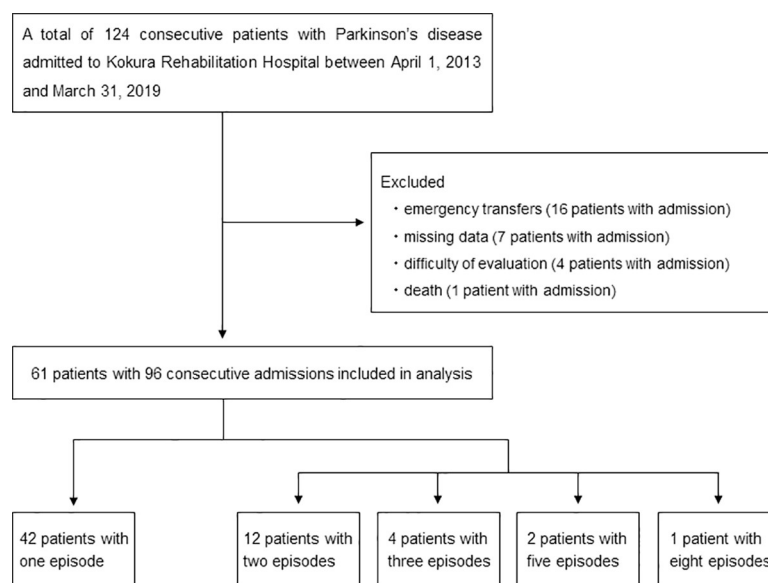 A total of 124 consecutive patients with Parkinson's disease
admitted to Kokura Rehabilitation Hospital between April 1, 2013
and March 31, 2019
Excluded
・emergency transfers (16 patients with admission)
・missing data (7 patients with admission)
・difficulty of evaluation (4 patients with admission)
・death (1 patient with admission)
61 patients with 96 consecutive admissions included in analysis
42 patients with
one episode
12 patients with
two episodes
4 patients with
three episodes
2 patients with
five episodes
1 patient with
eight episodes